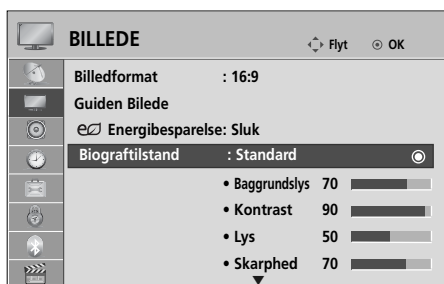 BILLEDE Flyt OK
Billedformat : 16:9
Guiden Bilede
Energibesparelse: Sluk
Biograftilstand : Standard
• Baggrundslys 70
• Kontrast 90
• Lys 50
• Skarphed 70